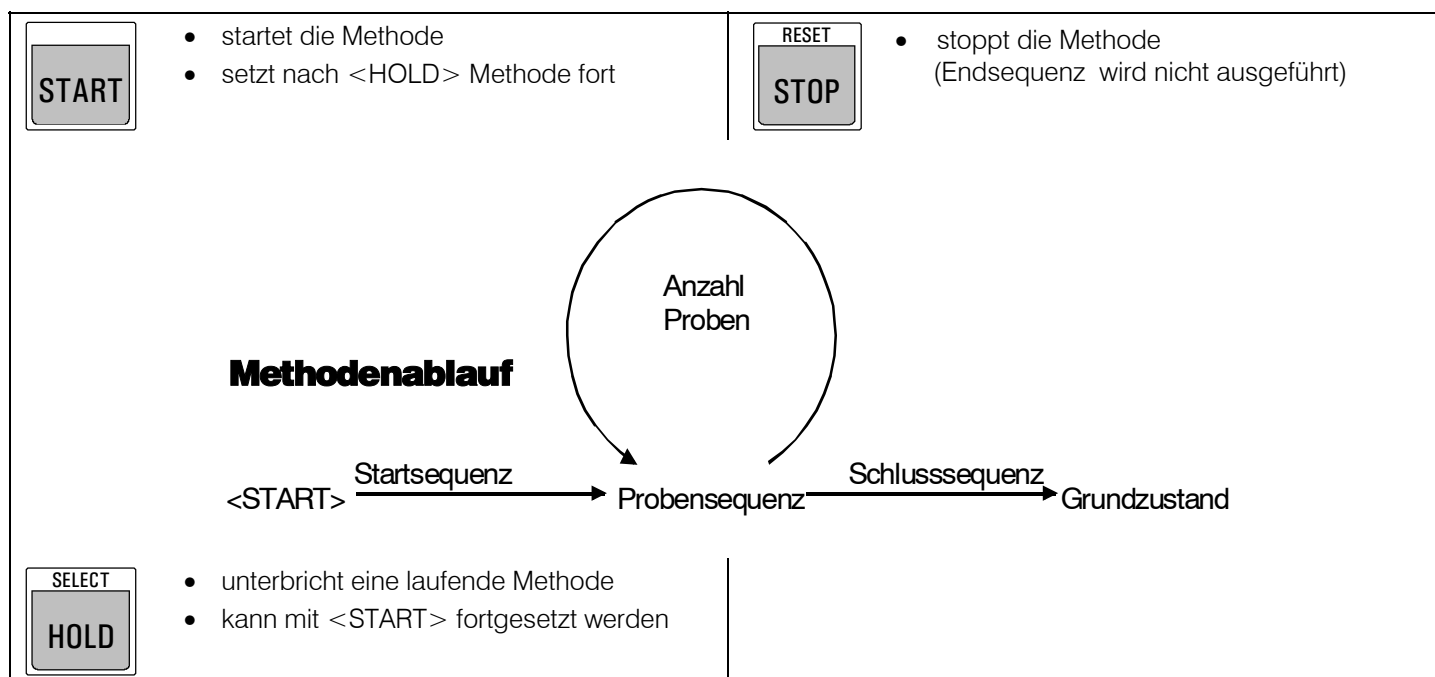 START
startet die Methode
setzt nach <HOLD> Methode fort
RESET
STOP
stoppt die Methode
(Endsequenz wird nicht ausgeführt)
Anzahl
Proben
Methodenablauf
<START>
Startsequenz
Probensequenz
Schlusssequenz
Grundzustand
SELECT
HOLD
unterbricht eine laufende Methode
kann mit <START> fortgesetzt werden